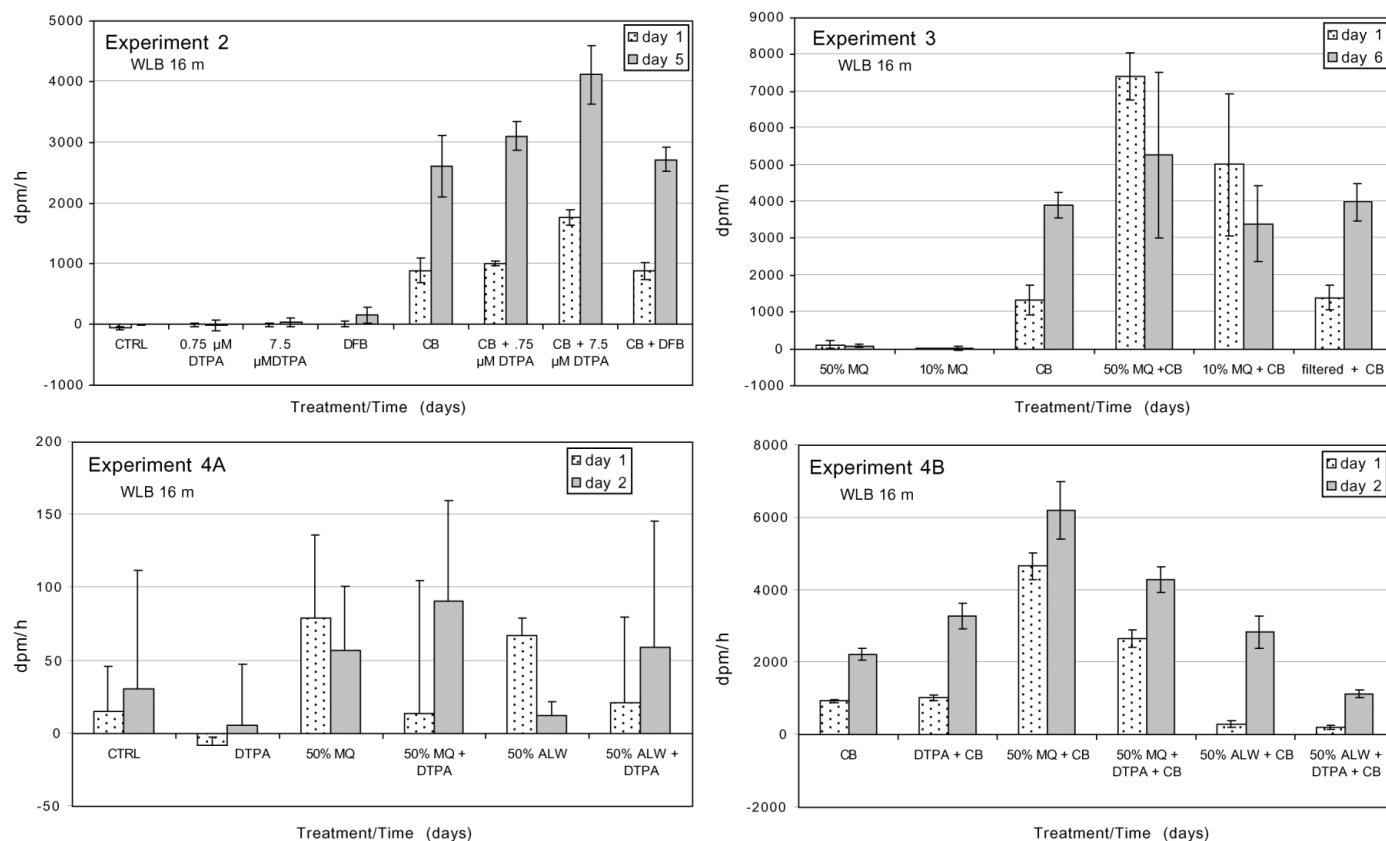 Experiment 2
WLB 16 m
day 1
day 5
5000
4000
3000
2000
1000
0
-1000
dpm/h
CTRL
0.75 µM
DTPA
7.5
µMDTPA
DFB
CB
CB + .75
µM DTPA
CB + 7.5
µM DTPA
CB + DFB
Treatment/Time (days)
Experiment 3
WLB 16 m
day 1
day 6
9000
8000
7000
6000
5000
4000
3000
2000
1000
0
-1000
dpm/h
50% MQ
10% MQ
CB
50% MQ +CB
10% MQ + CB
filtered + CB
Treatment/Time (days)
Experiment 4A
WLB 16 m
day 1
day 2
200
150
100
50
0
-50
dpm/h
CTRL
DTPA
50% MQ
50% MQ +
DTPA
50% ALW
50% ALW +
DTPA
Treatment/Time (days)
Experiment 4B
WLB 16 m
day 1
day 2
8000
6000
4000
2000
0
-2000
dpm/h
CB
DTPA + CB
50% MQ + CB
50% MQ +
DTPA + CB
50% ALW + CB
50% ALW +
DTPA + CB
Treatment/Time (days)